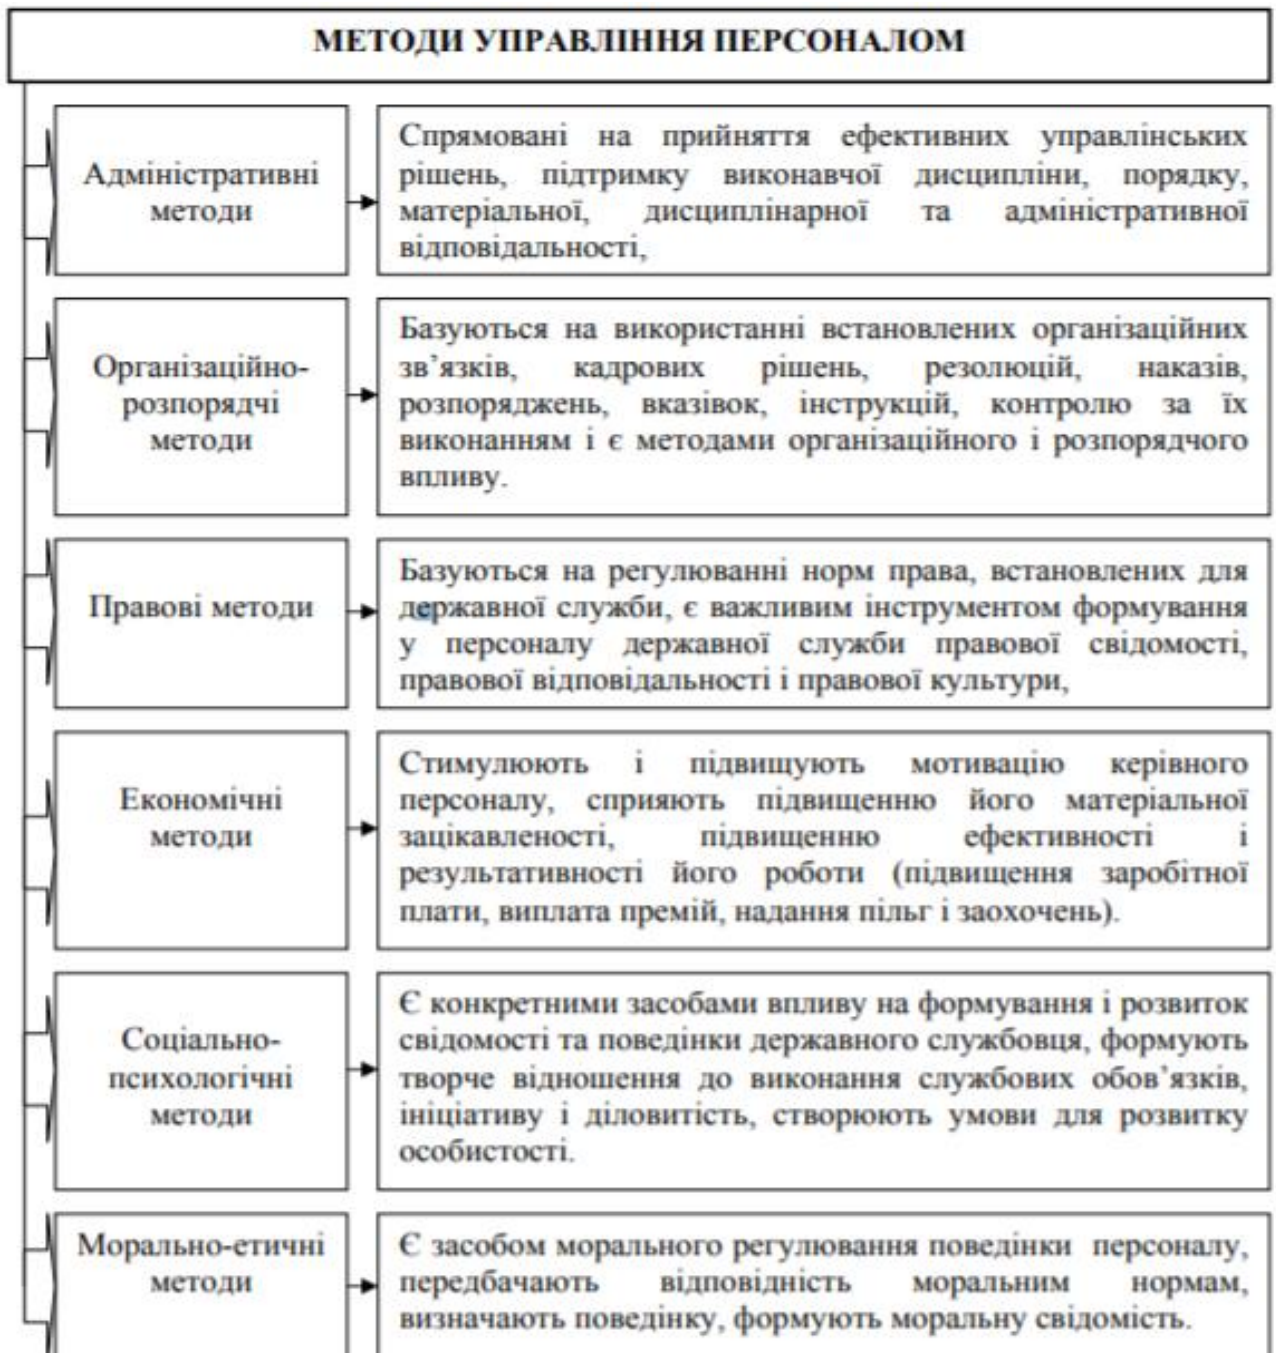 МЕТОДИ УПРАВЛІННЯ ПЕРСОНАЛОМ
Адміністративні
методи
Спрямовані на прийняття ефективних управлінських
рішень, підтримку виконавчої дисципліни, порядку,
матеріальної, дисциплінарної та адміністративної
відповідальності,
Організаційно-
розпорядчі
методи
Базуються на використанні встановлених організаційних
зв’язків, кадрових рішень, резолюцій, наказів,
розпоряджень, вказівок, інструкцій, контролю за їх
виконанням і є методами організаційного і розпорядчого
впливу.
Правові методи
Базуються на регулюванні норм права, встановлених для
державної служби, є важливим інструментом формування
у персоналу державної служби правової свідомості,
правової відповідальності і правової культури,
Економічні
методи
Стимулюють і підвищують мотивацію керівного
персоналу, сприяють підвищенню його матеріальної
зацікавленості, підвищенню ефективності і
результативності його роботи (підвищення заробітної
плати, виплата премій, надання пільг і заохочень).
Соціально-
психологічні
методи
Є конкретними засобами впливу на формування і розвиток
свідомості та поведінки державного службовця, формують
творче відношення до виконання службових обов’язків,
ініціативу і діловитість, створюють умови для розвитку
особистості.
Морально-етичні
методи
Є засобом морального регулювання поведінки персоналу,
передбачають відповідність моральним нормам,
визначають поведінку, формують моральну свідомість.